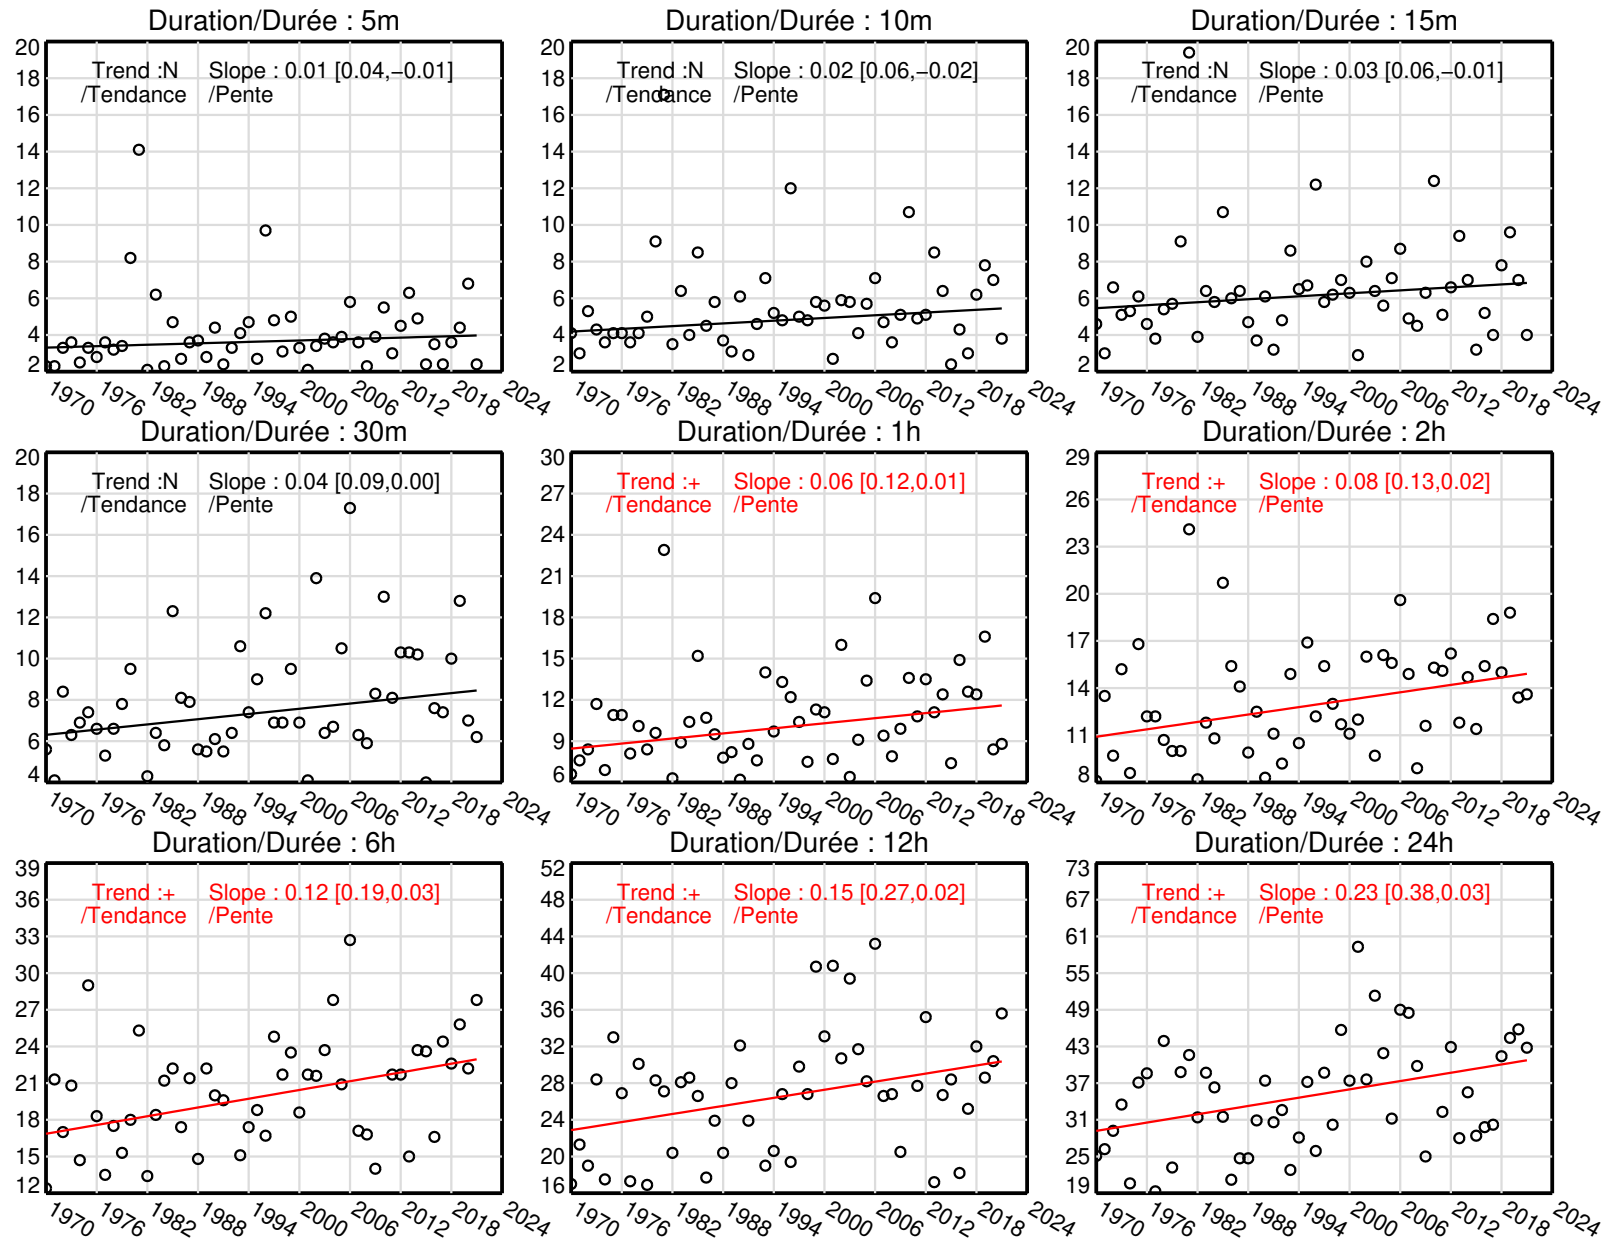 Duration/Durée : 5m
20
18
16
14
12
10
8
6
4
2
Trend :N Slope : 0.01 [0.04,−0.01]
/Tendance /Pente
1970 1976 1982 1988 1994 2000 2006 2012 2018 2024
Duration/Durée : 10m
20
18
16
14
12
10
8
6
4
2
Trend :N Slope : 0.02 [0.06,−0.02]
/Tendance /Pente
1970 1976 1982 1988 1994 2000 2006 2012 2018 2024
Duration/Durée : 15m
20
18
16
14
12
10
8
6
4
2
Trend :N Slope : 0.03 [0.06,−0.01]
/Tendance /Pente
1970 1976 1982 1988 1994 2000 2006 2012 2018 2024
Duration/Durée : 30m
20
18
16
14
12
10
8
6
4
Trend :N Slope : 0.04 [0.09,0.00]
/Tendance /Pente
1970 1976 1982 1988 1994 2000 2006 2012 2018 2024
Duration/Durée : 1h
30
27
24
21
18
15
12
9
6
Trend :+ Slope : 0.06 [0.12,0.01]
/Tendance /Pente
1970 1976 1982 1988 1994 2000 2006 2012 2018 2024
Duration/Durée : 2h
29
26
23
20
17
14
11
8
Trend :+ Slope : 0.08 [0.13,0.02]
/Tendance /Pente
1970 1976 1982 1988 1994 2000 2006 2012 2018 2024
Duration/Durée : 6h
39
36
33
30
27
24
21
18
15
12
Trend :+ Slope : 0.12 [0.19,0.03]
/Tendance /Pente
1970 1976 1982 1988 1994 2000 2006 2012 2018 2024
Duration/Durée : 12h
52
48
44
40
36
32
28
24
20
16
Trend :+ Slope : 0.15 [0.27,0.02]
/Tendance /Pente
1970 1976 1982 1988 1994 2000 2006 2012 2018 2024
Duration/Durée : 24h
73
67
61
55
49
43
37
31
25
19
Trend :+ Slope : 0.23 [0.38,0.03]
/Tendance /Pente
1970 1976 1982 1988 1994 2000 2006 2012 2018 2024